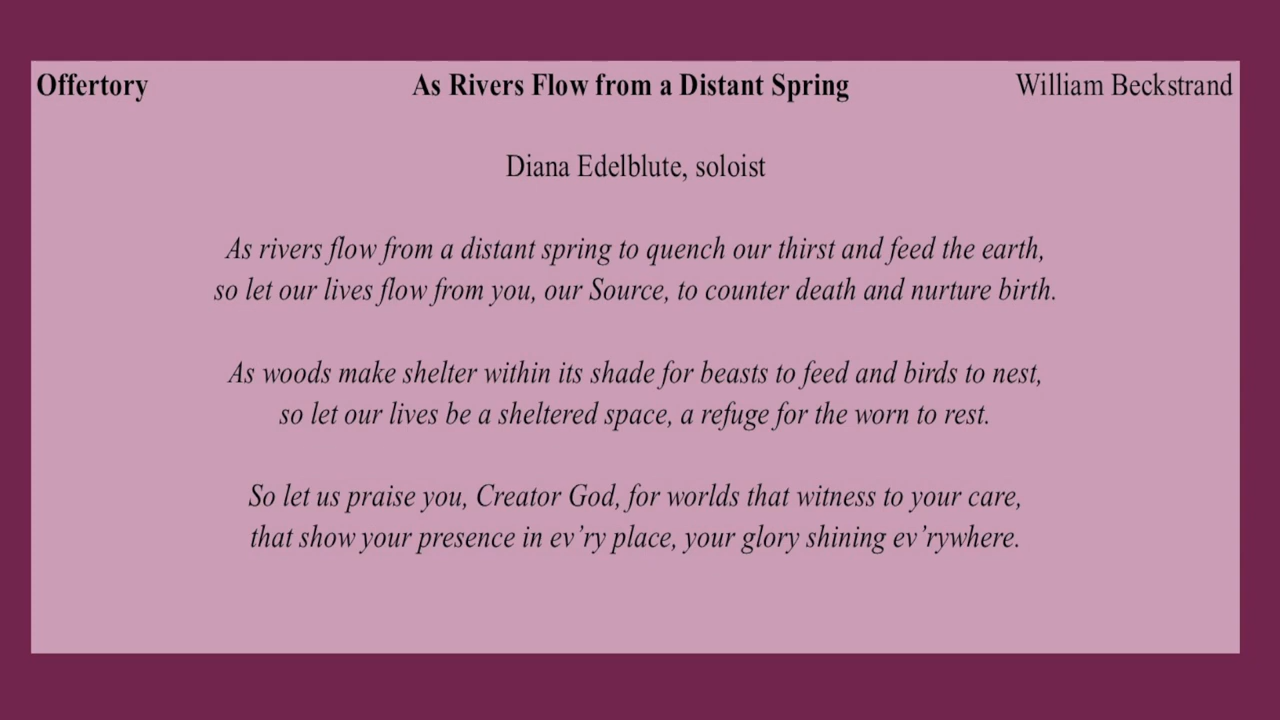 Offertory As Rivers Flow from a Distant Spring William Beckstrand
Diana Edelblute, soloist
As rivers flow from a distant spring to quench our thirst and feed the earth,
so let our lives flow from you, our Source, to counter death and nurture birth.
As woods make shelter within its shade for beasts to feed and birds to nest,
so let our lives be a sheltered space, a refuge for the worn to rest.
So let us praise you, Creator God, for worlds that witness to your care,
that show your presence in ev’ry place, your glory shining ev’rywhere.